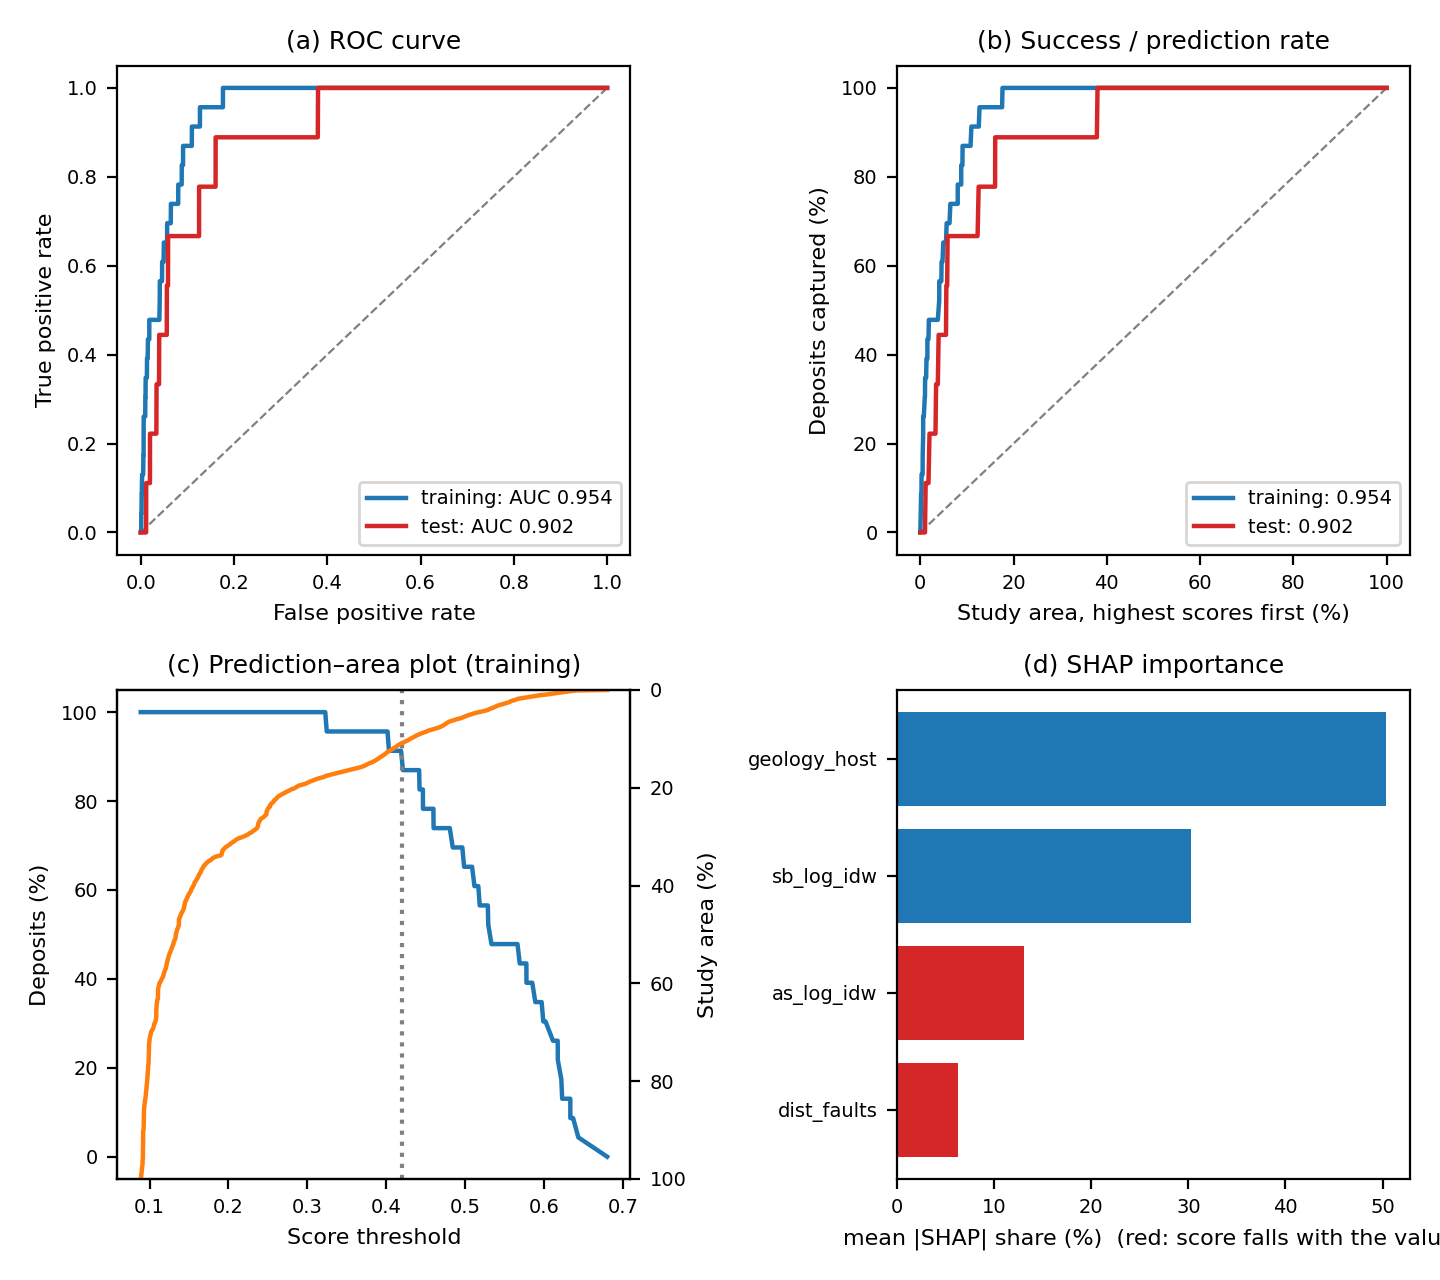 (a) ROC curve
1.0
0.8
0.6
0.4
0.2
0.0
True positive rate
training: AUC 0.954
test: AUC 0.902
0.0 0.2 0.4 0.6 0.8 1.0
False positive rate
(b) Success / prediction rate
100
80
60
40
20
0
Deposits captured (%)
training: 0.954
test: 0.902
0 20 40 60 80 100
Study area, highest scores first (%)
(c) Prediction–area plot (training)
100
80
60
40
20
0
Deposits (%)
0
20
40
60
80
100
Study area (%)
0.1 0.2 0.3 0.4 0.5 0.6 0.7
Score threshold
(d) SHAP importance
geology_host
sb_log_idw
as_log_idw
dist_faults
0 10 20 30 40 50
mean |SHAP| share (%) (red: score falls with the valu